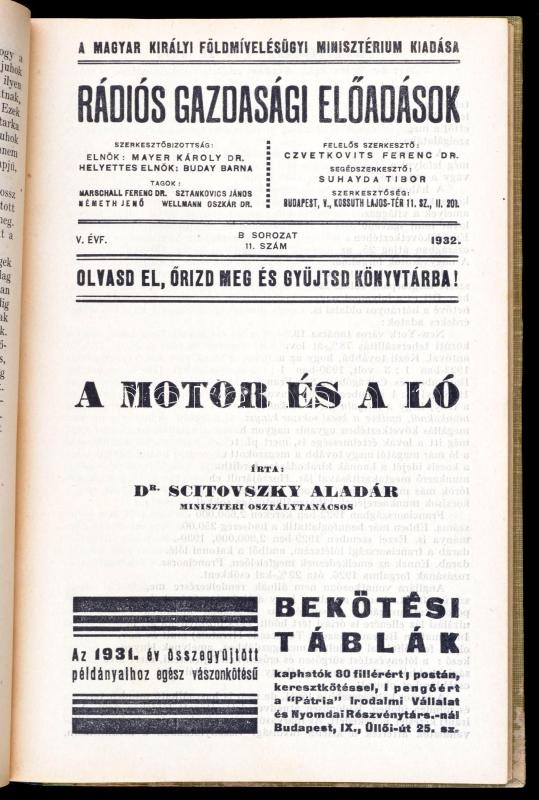 A MAGYAR KIRÁLYI FÖLDMÍVELÉSÜGYI MINISZTÉRIUM KIADÁSA
RÁDIÓS GAZDASÁGI ELŐADÁSOK
SZERKESZTŐBIZOTTSÁG:
ELNÖK: MAYER KÁROLY DR.
HELYETTES ELNÖK: BUDAY BARNA
TAGOK:
MARSCHALL FERENC DR. SZTANKOVICS JÁNOS
NÉMETH JENŐ WELLMANN OSZKÁR DR.
FELELŐS SZERKESZTŐ:
CZVETKOVITS FERENC DR.
SEGÉDSZERKESZTŐ:
SUHAYDA TIBOR
SZERKESZTŐSÉG:
BUDAPEST, V., KOSSUTH LAJOS-TÉR 11. SZ., II. 201.
V. ÉVF. B SOROZAT 1932.
11. SZÁM
OLVASD EL, ŐRIZD MEG ÉS GYÜJTSD KÖNYVTÁRBA!
A MOTOR ÉS A LÓ
ÍRTA:
DR. SCITOVSZKY ALADÁR
MINISZTERI OSZTÁLYTANÁCSOS
Az 1931. év összegyűjtött
példányaihoz egész vászonkötésű
BEKÖTÉSI
TÁBLÁK
kaphatók 80 fillérért; postán,
keresztkötéssel, 1 pengőért
a "Pátria" Irodalmi Vállalat
és Nyomdai Részvénytárs.-nál
Budapest, IX., Üllői-út 25. sz.